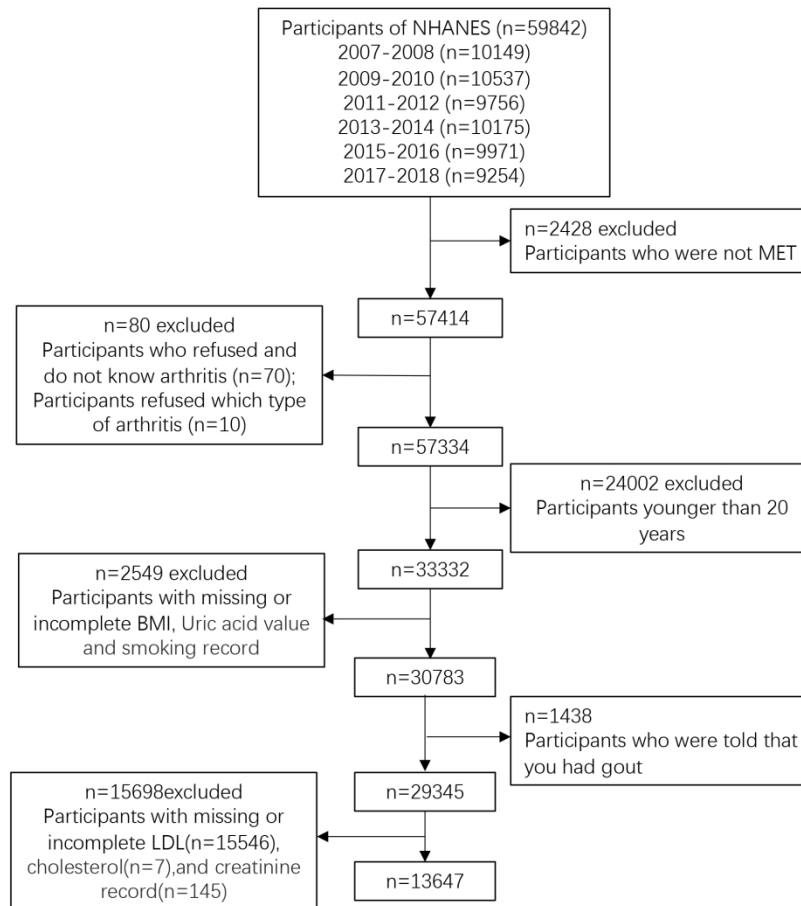 Participants of NHANES (n=59842)
2007-2008 (n=10149)
2009-2010 (n=10537)
2011-2012 (n=9756)
2013-2014 (n=10175)
2015-2016 (n=9971)
2017-2018 (n=9254)
n=2428 excluded
Participants who were not MET
n=57414
n=80 excluded
Participants who refused and
do not know arthritis (n=70);
Participants refused which type
of arthritis (n=10)
n=57334
n=24002 excluded
Participants younger than 20
years
n=33332
n=2549 excluded
Participants with missing or
incomplete BMI, Uric acid value
and smoking record
n=30783
n=1438
Participants who were told that
you had gout
n=29345
n=15698excluded
Participants with missing or
incomplete LDL(n=15546),
cholesterol(n=7),and creatinine
record(n=145)
n=13647